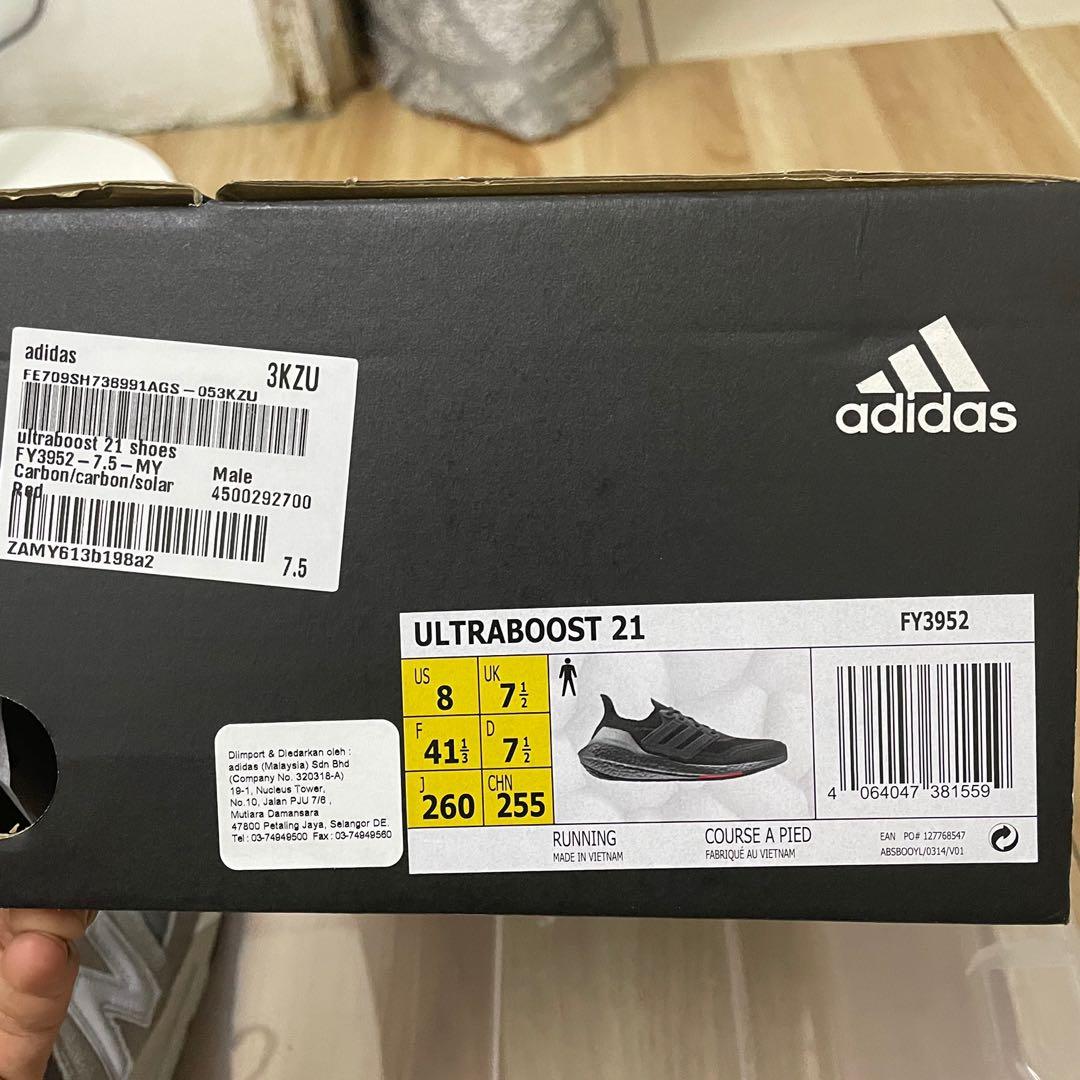 adidas
3KZU
FE709SH73B991AGS-053KZU
ultraboost 21 shoes
FY3952-7.5-MY
Male
Carbon/carbon/solar
4500292700
Red
ZAMY613b198a2
7.5
adidas
ULTRABOOST 21
FY3952
US 8
UK 7½
F 41⅓
D 7½
J 260
CHN 255
4 064047 381559
RUNNING
MADE IN VIETNAM
COURSE A PIED
FABRIQUÉ AU VIETNAM
EAN PO# 127768547
ABSBOOYL/0314/V01
Diimport & Diedarkan oleh :
adidas (Malaysia) Sdn Bhd
(Company No. 320318-A)
19-1, Nucleus Tower,
No.10, Jalan PJU 7/6 ,
Mutiara Damansara
47800 Petaling Jaya, Selangor DE.
Tel : 03-74949500 Fax : 03-74949560